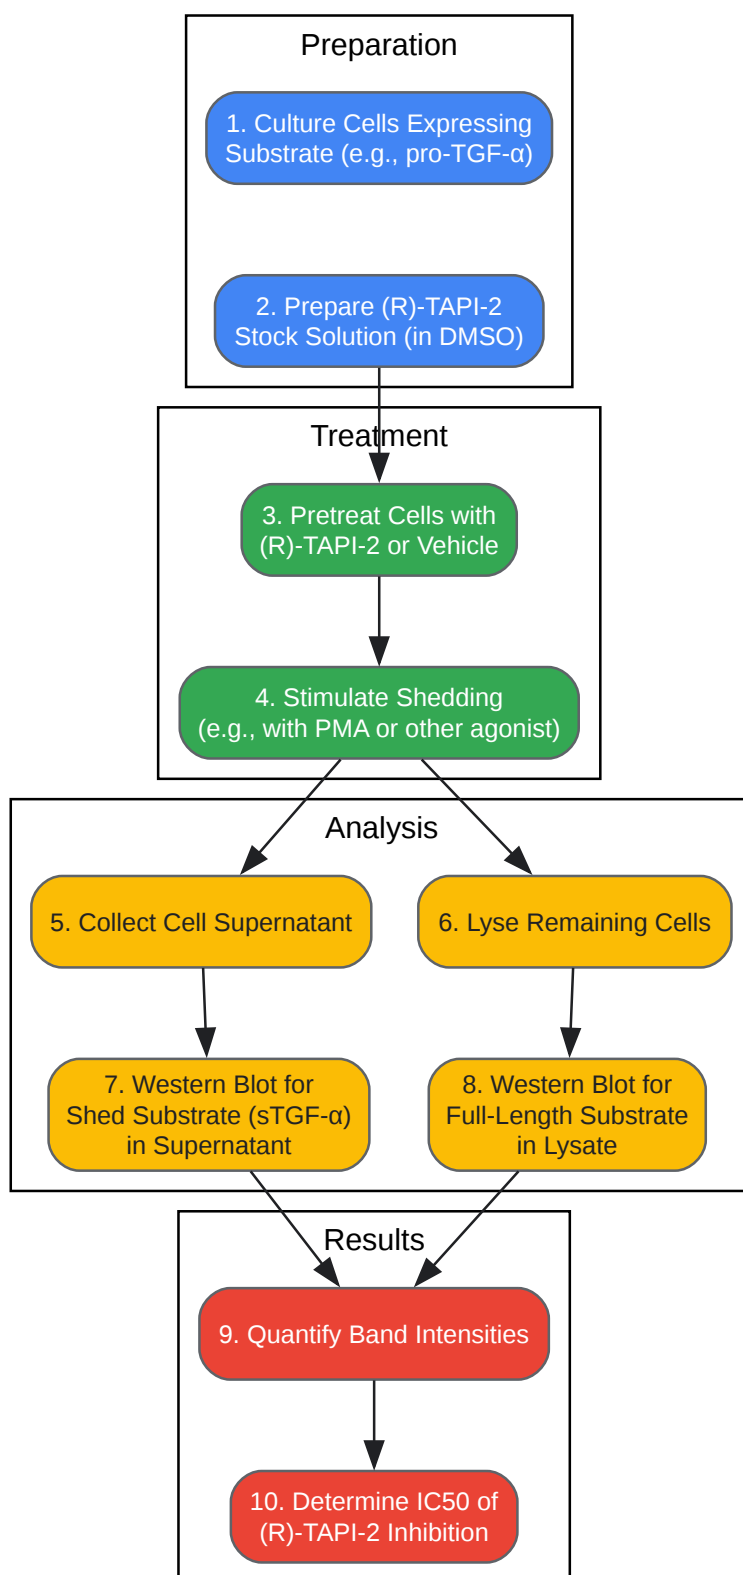 Preparation
1. Culture Cells Expressing
Substrate (e.g., pro-TGF-α)
2. Prepare (R)-TAPI-2
Stock Solution (in DMSO)
Treatment
3. Pretreat Cells with
(R)-TAPI-2 or Vehicle
4. Stimulate Shedding
(e.g., with PMA or other agonist)
Analysis
5. Collect Cell Supernatant
6. Lyse Remaining Cells
7. Western Blot for
Shed Substrate (sTGF-α)
in Supernatant
8. Western Blot for
Full-Length Substrate
in Lysate
Results
9. Quantify Band Intensities
10. Determine IC50 of
(R)-TAPI-2 Inhibition